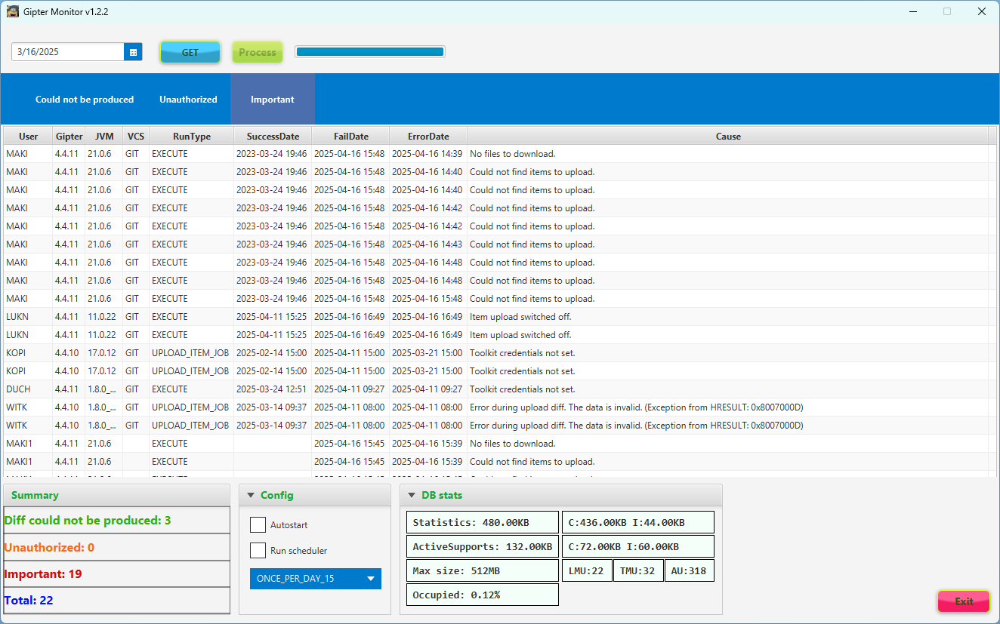 Gipter Monitor v1.2.2
3/16/2025 GET Process
Could not be produced Unauthorized Important
User Gipter JVM VCS RunType SuccessDate FailDate ErrorDate Cause
MAKI 4.4.11 21.0.6 GIT EXECUTE 2023-03-24 19:46 2025-04-16 15:48 2025-04-16 14:39 No files to download.
MAKI 4.4.11 21.0.6 GIT EXECUTE 2023-03-24 19:46 2025-04-16 15:48 2025-04-16 14:40 Could not find items to upload.
MAKI 4.4.11 21.0.6 GIT EXECUTE 2023-03-24 19:46 2025-04-16 15:48 2025-04-16 14:40 Could not find items to upload.
MAKI 4.4.11 21.0.6 GIT EXECUTE 2023-03-24 19:46 2025-04-16 15:48 2025-04-16 14:42 Could not find items to upload.
MAKI 4.4.11 21.0.6 GIT EXECUTE 2023-03-24 19:46 2025-04-16 15:48 2025-04-16 14:42 Could not find items to upload.
MAKI 4.4.11 21.0.6 GIT EXECUTE 2023-03-24 19:46 2025-04-16 15:48 2025-04-16 14:43 Could not find items to upload.
MAKI 4.4.11 21.0.6 GIT EXECUTE 2023-03-24 19:46 2025-04-16 15:48 2025-04-16 14:48 Could not find items to upload.
MAKI 4.4.11 21.0.6 GIT EXECUTE 2023-03-24 19:46 2025-04-16 15:48 2025-04-16 14:48 Could not find items to upload.
MAKI 4.4.11 21.0.6 GIT EXECUTE 2023-03-24 19:46 2025-04-16 15:48 2025-04-16 15:48 Could not find items to upload.
LUKN 4.4.11 11.0.22 GIT EXECUTE 2025-04-11 15:25 2025-04-16 16:49 2025-04-16 16:49 Item upload switched off.
LUKN 4.4.11 11.0.22 GIT EXECUTE 2025-04-11 15:25 2025-04-16 16:49 2025-04-16 16:49 Item upload switched off.
KOPI 4.4.10 17.0.12 GIT UPLOAD_ITEM_JOB 2025-02-14 15:00 2025-04-11 15:00 2025-03-21 15:00 Toolkit credentials not set.
KOPI 4.4.10 17.0.12 GIT UPLOAD_ITEM_JOB 2025-02-14 15:00 2025-04-11 15:00 2025-03-21 15:00 Toolkit credentials not set.
DUCH 4.4.11 1.8.0_... GIT EXECUTE 2025-03-24 12:51 2025-04-11 09:27 2025-04-11 09:27 Toolkit credentials not set.
WITK 4.4.10 1.8.0_... GIT UPLOAD_ITEM_JOB 2025-03-14 09:37 2025-04-11 08:00 2025-04-11 08:00 Error during upload diff. The data is invalid. (Exception from HRESULT: 0x8007000D)
WITK 4.4.10 1.8.0_... GIT UPLOAD_ITEM_JOB 2025-03-14 09:37 2025-04-11 08:00 2025-04-11 08:00 Error during upload diff. The data is invalid. (Exception from HRESULT: 0x8007000D)
MAKI1 4.4.11 21.0.6 EXECUTE 2025-04-16 15:45 2025-04-16 15:39 No files to download.
MAKI1 4.4.11 21.0.6 EXECUTE 2025-04-16 15:45 2025-04-16 15:39 Could not find items to upload.
Summary
Diff could not be produced: 3
Unauthorized: 0
Important: 19
Total: 22
Config
Autostart
Run scheduler
ONCE_PER_DAY_15
DB stats
Statistics: 480.00KB C:436.00KB I:44.00KB
ActiveSupports: 132.00KB C:72.00KB I:60.00KB
Max size: 512MB LMU:22 TMU:32 AU:318
Occupied: 0.12%
Exit